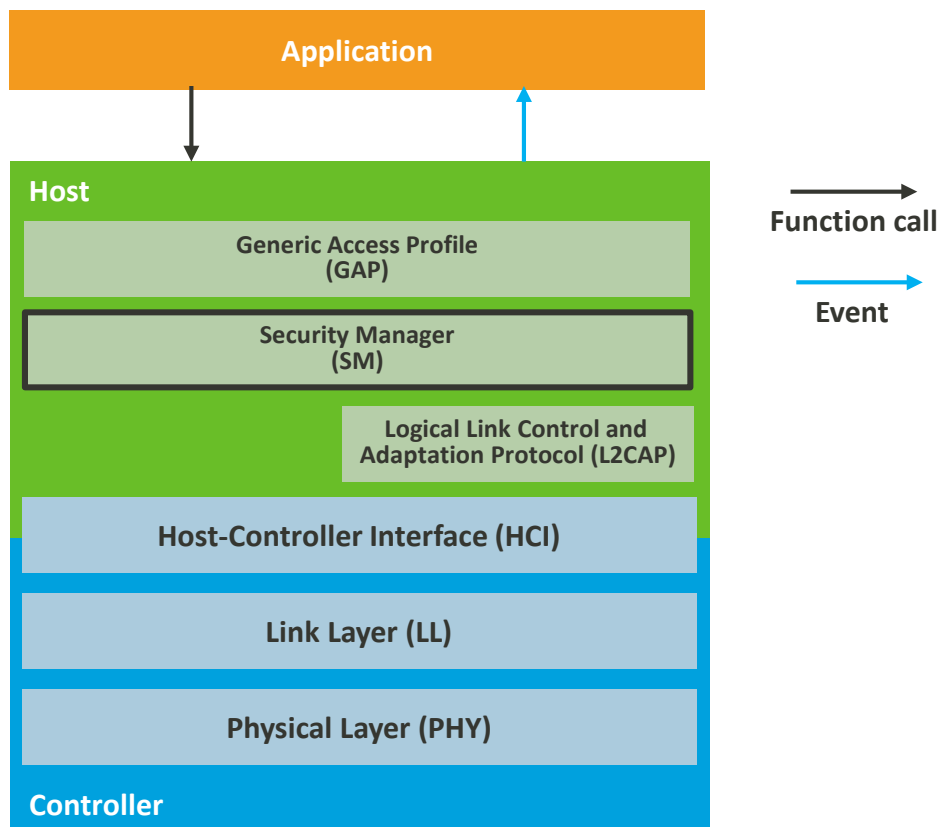 Application
Host
Generic Access Profile
(GAP)
Security Manager
(SM)
Logical Link Control and
Adaptation Protocol (L2CAP)
Host-Controller Interface (HCI)
Link Layer (LL)
Physical Layer (PHY)
Controller
Function call
Event